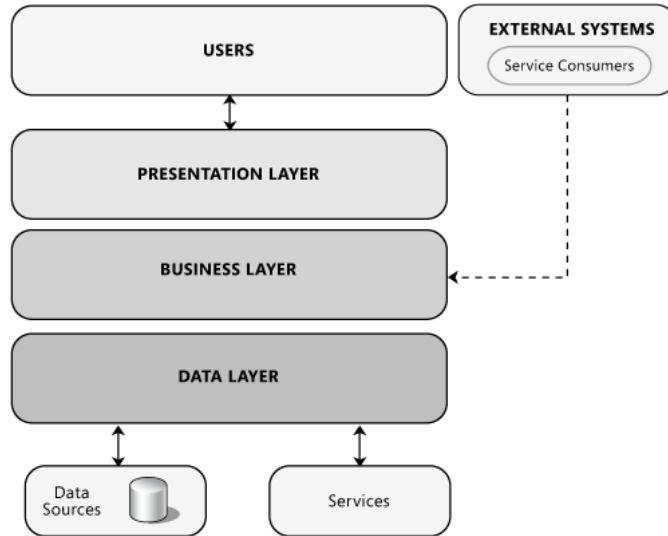 USERS
EXTERNAL SYSTEMS
Service Consumers
PRESENTATION LAYER
BUSINESS LAYER
DATA LAYER
Data
Sources
Services